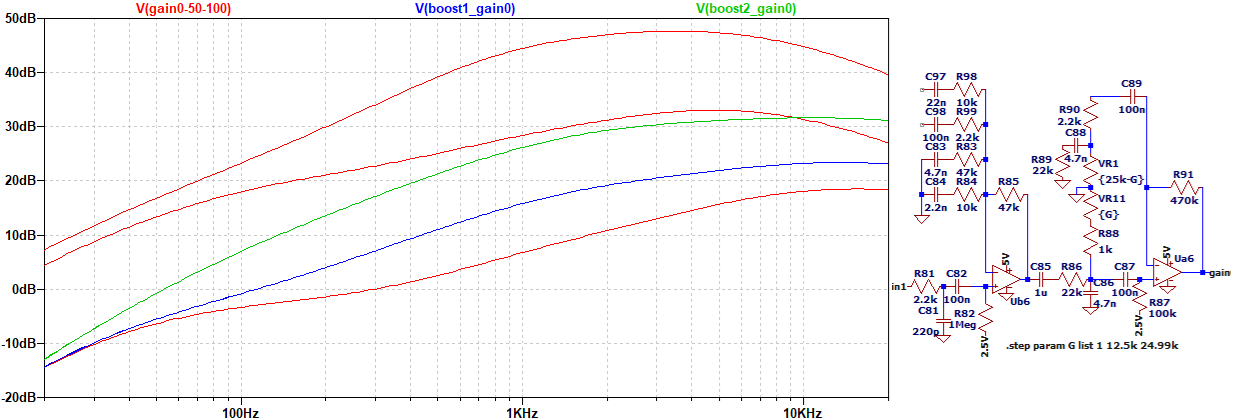 V(gain0-50-100) V(boost1_gain0) V(boost2_gain0)
50dB
40dB
30dB
20dB
10dB
0dB
-10dB
-20dB
100Hz 1KHz 10KHz
C97 R98
22n 10k
C98 R99
100n 2.2k
C83 R83
4.7n 47k
C84 R84 R85
2.2n 10k 47k
in1
R81 C82
2.2k 100n
C81
220p
R82
1Meg
2.5V
5V
Ub6
C85 R86
1u 22k
C86
4.7n
C87
100n
R87
100k
2.5V
C89
100n
R90
2.2k
C88
4.7n
R89
22k
VR1
{25k-G}
VR11
{G}
R88
1k
R91
470k
5V
Ua6
gain
.step param G list 1 12.5k 24.99k